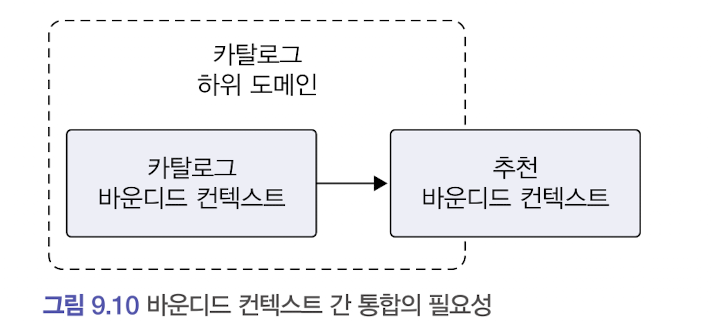 카탈로그
하위 도메인
카탈로그
바운디드 컨텍스트
추천
바운디드 컨텍스트
그림 9.10 바운디드 컨텍스트 간 통합의 필요성